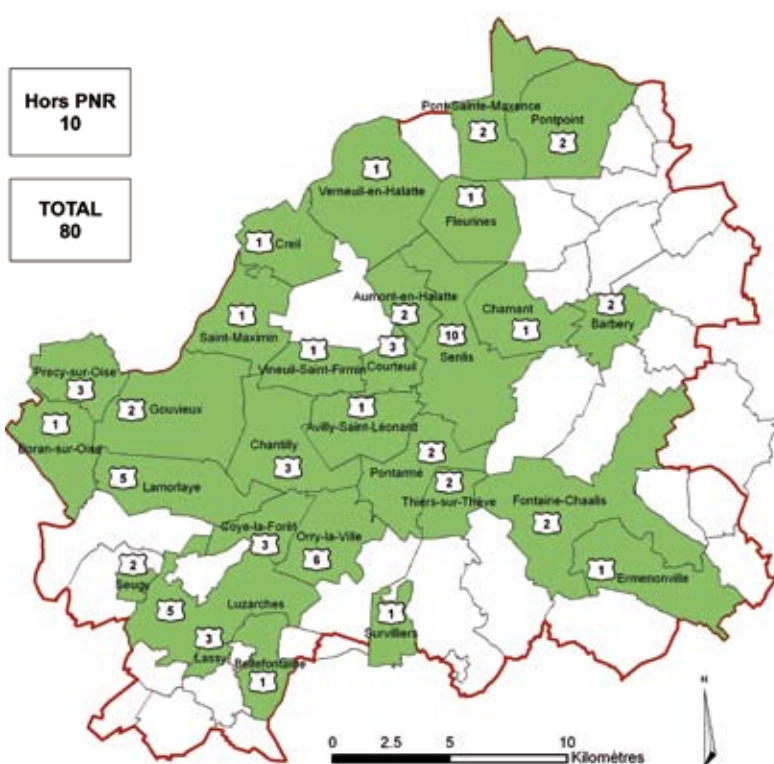 Hors PNR
10
TOTAL
80
Pont-Sainte-Maxence
2
Pontpoint
2
1
Verneuil-en-Halatte
1
Fleurines
1
Creil
Aumont-en-Halatte
2
Chamant
1
2
Barbery
1
Saint-Maximin
1
Vineuil-Saint-Firmin
3
Courteuil
10
Senlis
Precy-sur-Oise
3
2
Gouvieux
1
Avilly-Saint-Léonard
1
Boran-sur-Oise
Chantilly
3
2
Pontarmé
5
Lamorlaye
2
Thiers-sur-Thève
Fontaine-Chaalis
2
Coye-la-Forêt
3
Orry-la-Ville
6
1
Ermenonville
2
Seugy
5
Luzarches
1
Survilliers
3
Lassy
Bellefontaine
1
N
0 2.5 5 10
Kilomètres